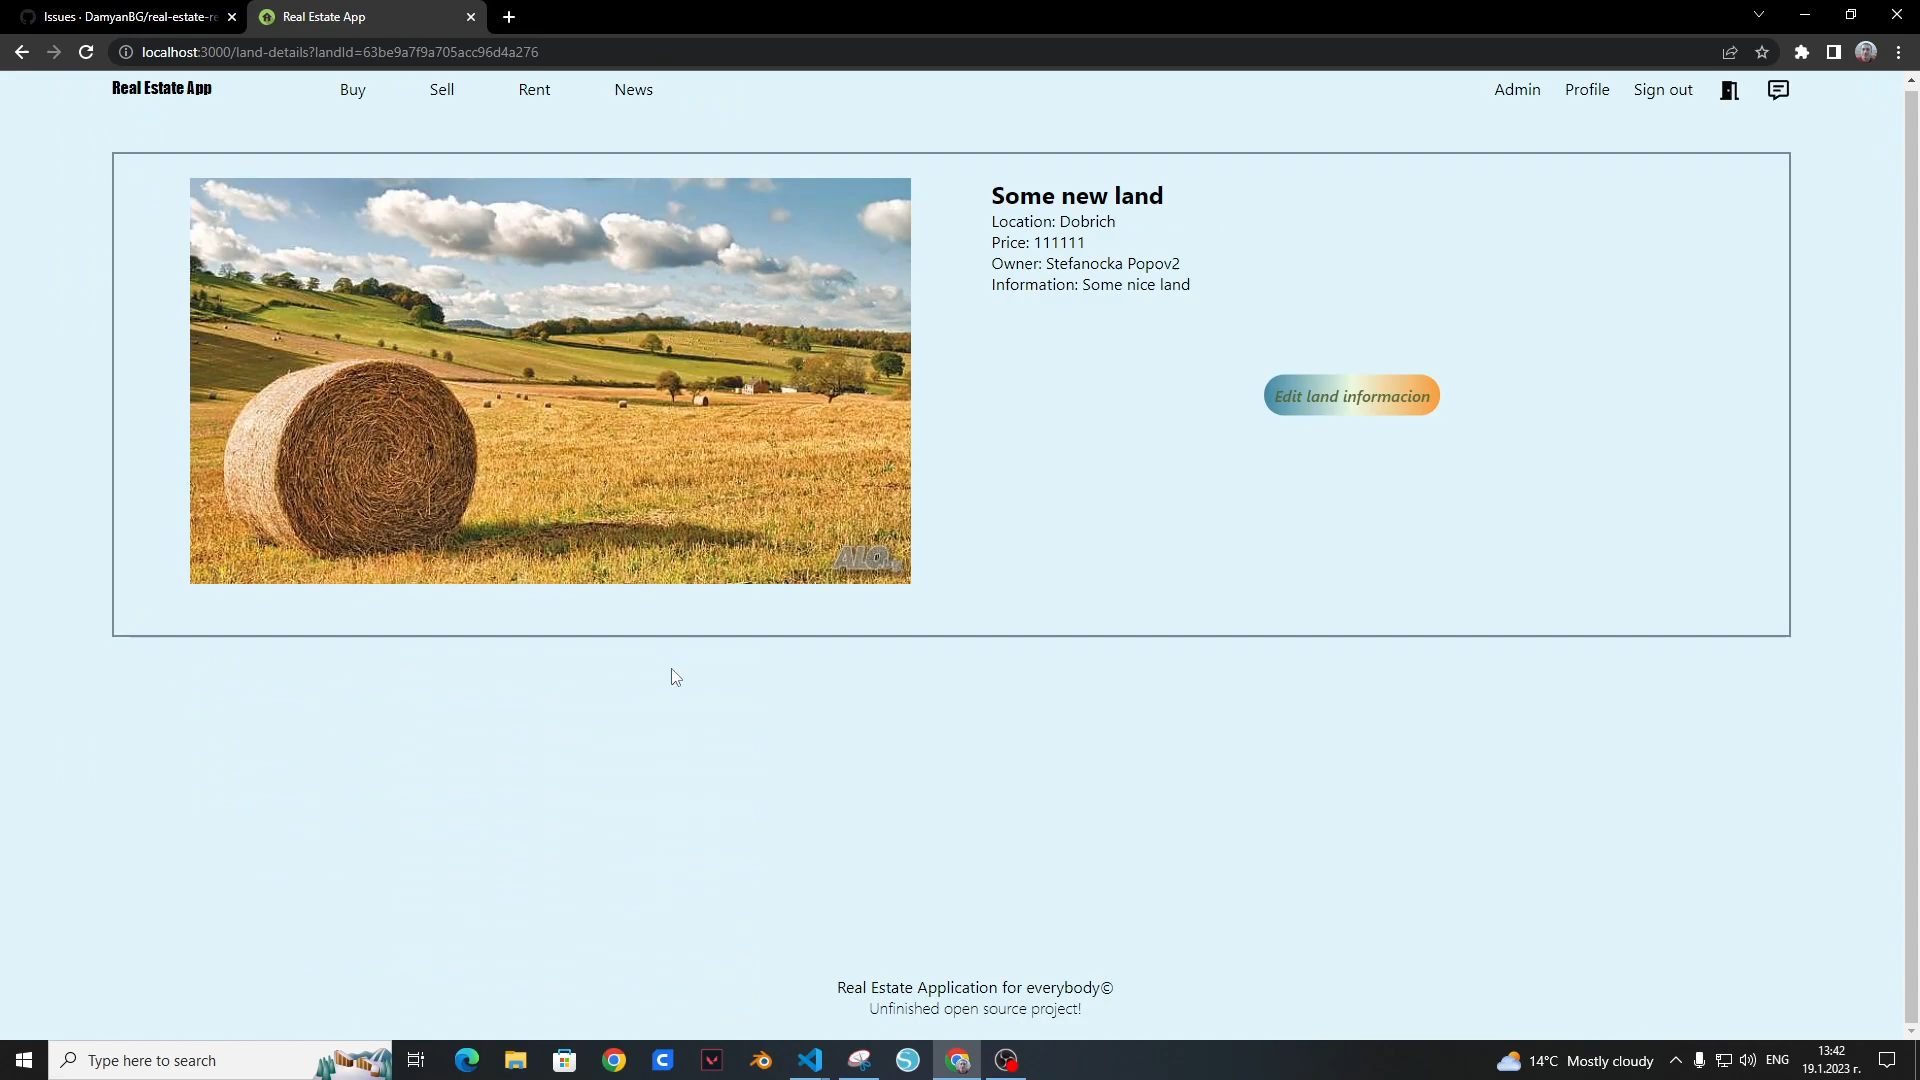 Issues · DamyanBG/real-estate-re
Real Estate App
localhost:3000/land-details?landId=63be9a7f9a705acc96d4a276
Real Estate App
Buy
Sell
Rent
News
Admin
Profile
Sign out
Some new land
Location: Dobrich
Price: 111111
Owner: Stefanocka Popov2
Information: Some nice land
Edit land informacion
ALO
Real Estate Application for everybody©
Unfinished open source project!
Type here to search
14°C Mostly cloudy
ENG
13:42
19.1.2023 г.